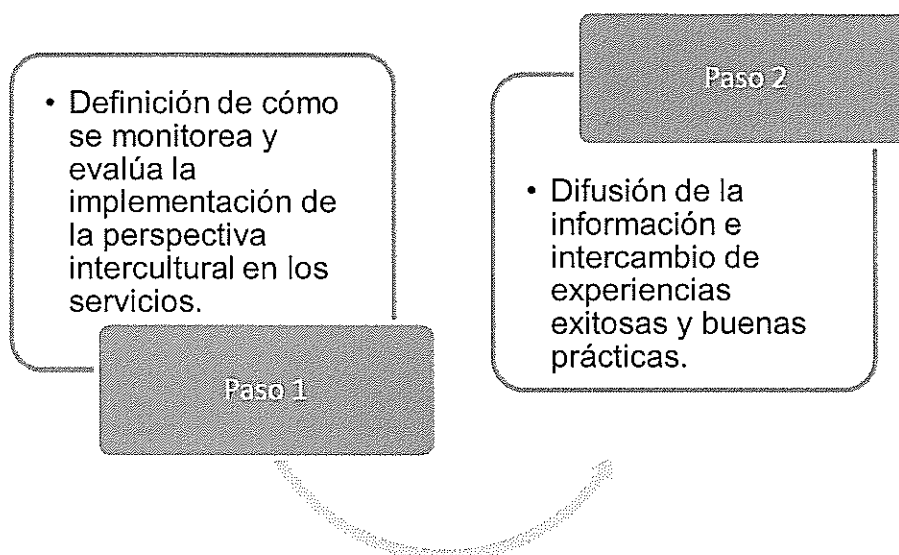 • Definición de cómo
se monitorea y
evalúa la
implementación de
la perspectiva
intercultural en los
servicios.
Paso 1
Paso 2
• Difusión de la
información e
intercambio de
experiencias
exitosas y buenas
prácticas.